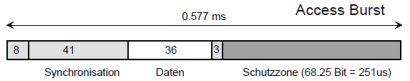 Access Burst
0.577 ms
8 41 36 3
Synchronisation Daten Schutzzone (68.25 Bit = 251us)